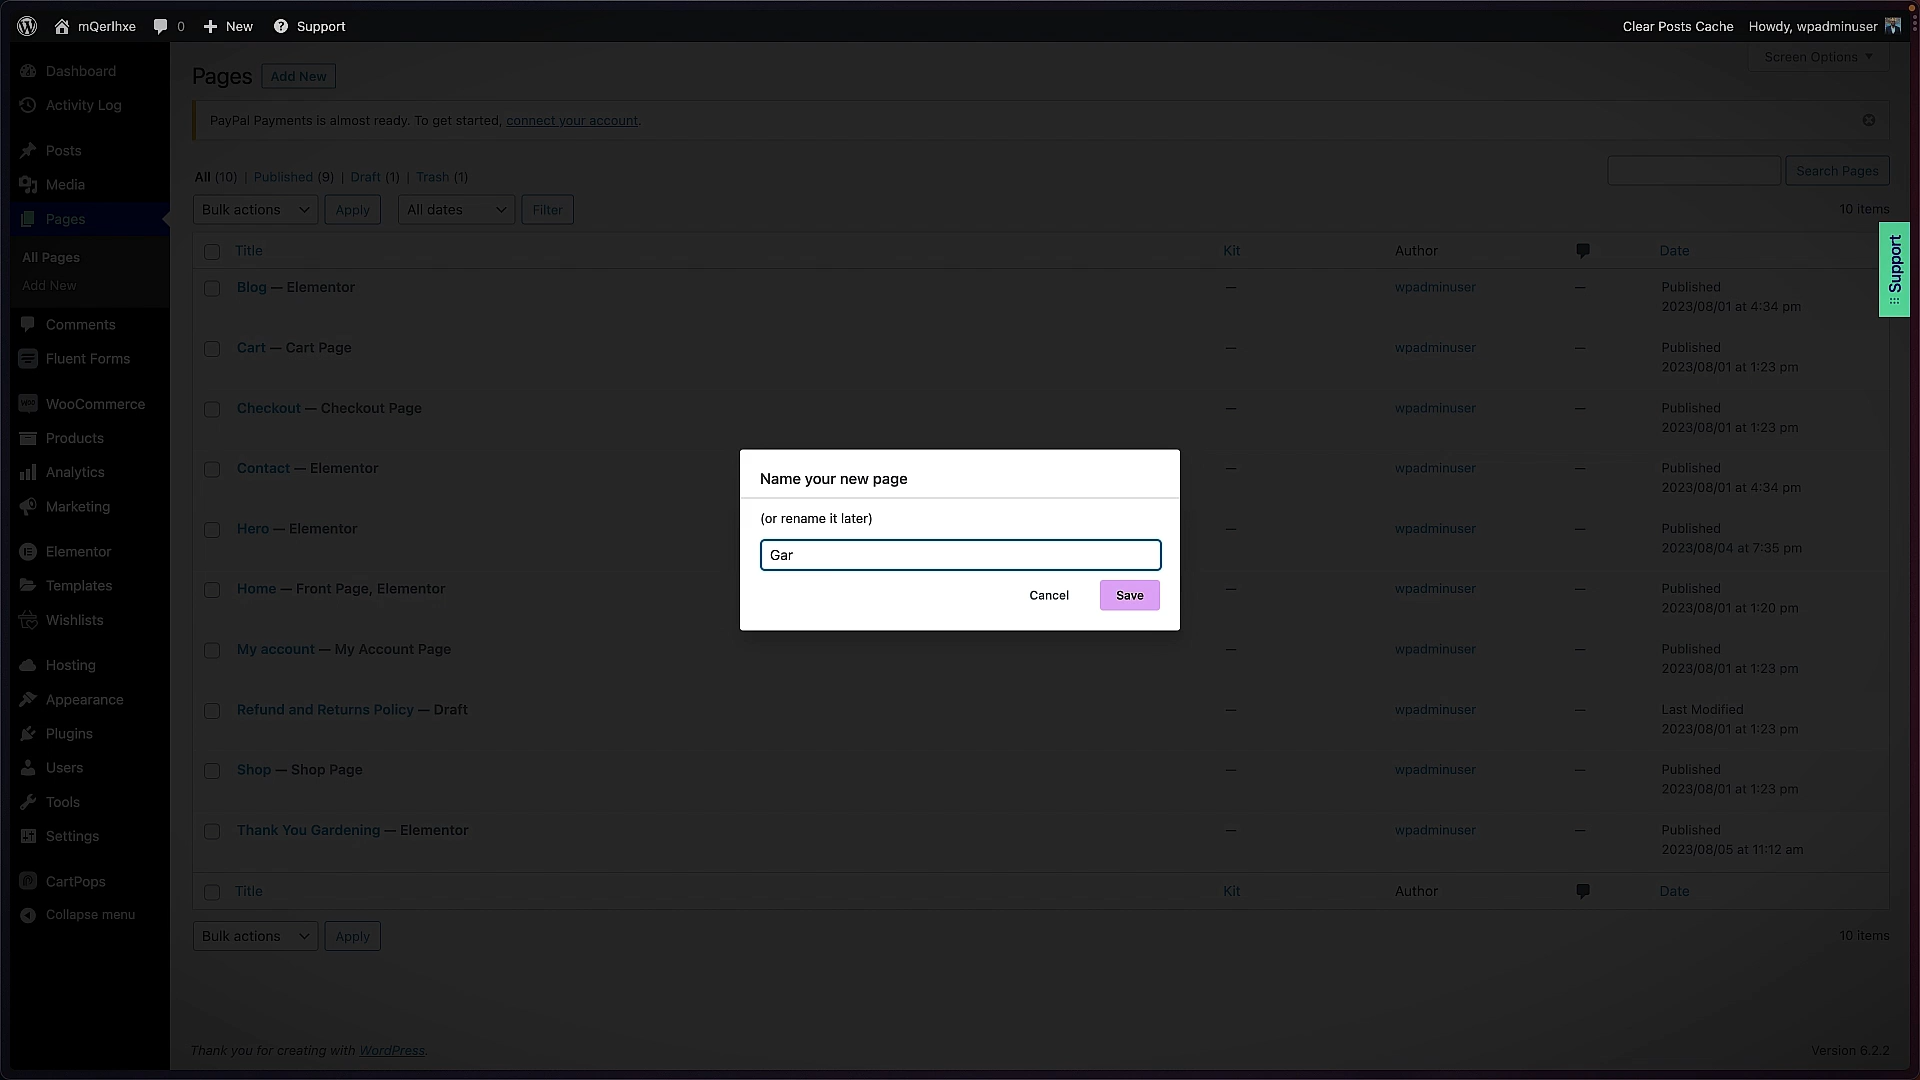 mQerlhxe 0 New Support Clear Posts Cache Howdy, wpadminuser
Dashboard
Activity Log
Posts
Media
Pages
All Pages
Add New
Comments
Fluent Forms
WooCommerce
Products
Analytics
Marketing
Elementor
Templates
Wishlists
Hosting
Appearance
Plugins
Users
Tools
Settings
CartPops
Collapse menu
Pages Add New Screen Options
PayPal Payments is almost ready. To get started, connect your account.
All (10) | Published (9) | Draft (1) | Trash (1) Search Pages
Bulk actions Apply All dates Filter 10 items
Title Kit Author Date
Blog — Elementor — wpadminuser — Published
2023/08/01 at 4:34 pm
Cart — Cart Page — wpadminuser — Published
2023/08/01 at 1:23 pm
Checkout — Checkout Page — wpadminuser — Published
2023/08/01 at 1:23 pm
Contact — Elementor — wpadminuser — Published
2023/08/01 at 4:34 pm
Hero — Elementor — wpadminuser — Published
2023/08/04 at 7:35 pm
Home — Front Page, Elementor — wpadminuser — Published
2023/08/01 at 1:20 pm
My account — My Account Page — wpadminuser — Published
2023/08/01 at 1:23 pm
Refund and Returns Policy — Draft — wpadminuser — Last Modified
2023/08/01 at 1:23 pm
Shop — Shop Page — wpadminuser — Published
2023/08/01 at 1:23 pm
Thank You Gardening — Elementor — wpadminuser — Published
2023/08/05 at 11:12 am
Title Kit Author Date
Bulk actions Apply 10 items
Thank you for creating with WordPress. Version 6.2.2
Name your new page
(or rename it later)
Gar
Cancel Save
Support